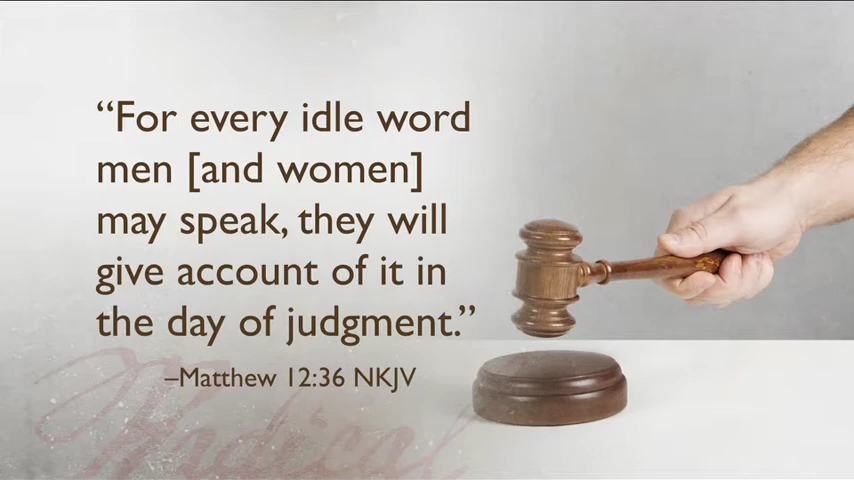 “For every idle word
men [and women]
may speak, they will
give account of it in
the day of judgment.”
–Matthew 12:36 NKJV
Radical